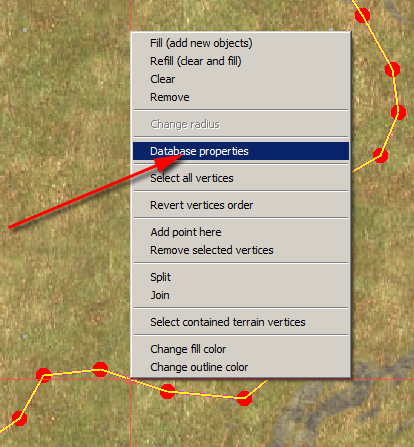 Fill (add new objects)
Refill (clear and fill)
Clear
Remove
Change radius
Database properties
Select all vertices
Revert vertices order
Add point here
Remove selected vertices
Split
Join
Select contained terrain vertices
Change fill color
Change outline color